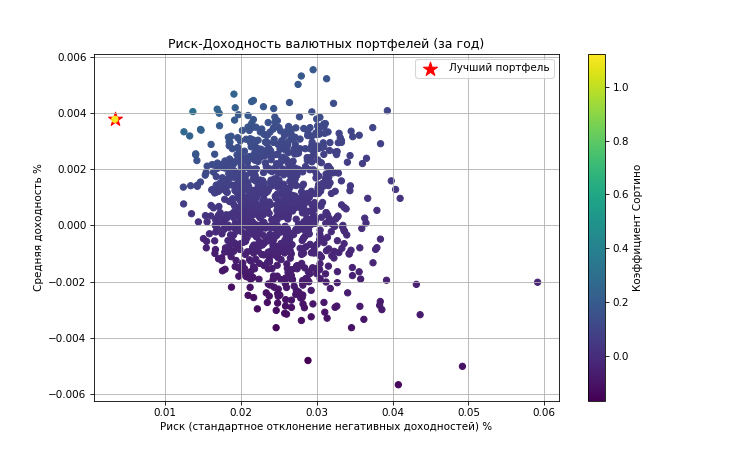 Риск-Доходность валютных портфелей (за год)
Лучший портфель
Средняя доходность %
0.006
0.004
0.002
0.000
−0.002
−0.004
−0.006
0.01 0.02 0.03 0.04 0.05 0.06
Риск (стандартное отклонение негативных доходностей) %
1.0
0.8
0.6
0.4
0.2
0.0
Коэффициент Сортино